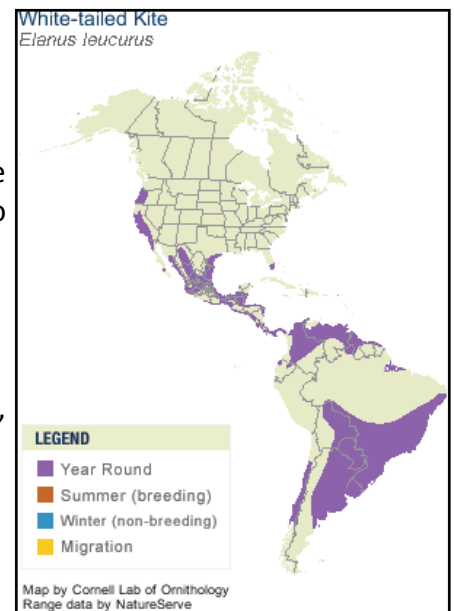 White-tailed Kite
Elanus leucurus
e
o
,
LEGEND
Year Round
Summer (breeding)
Winter (non-breeding)
Migration
Map by Cornell Lab of Ornithology
Range data by NatureServe